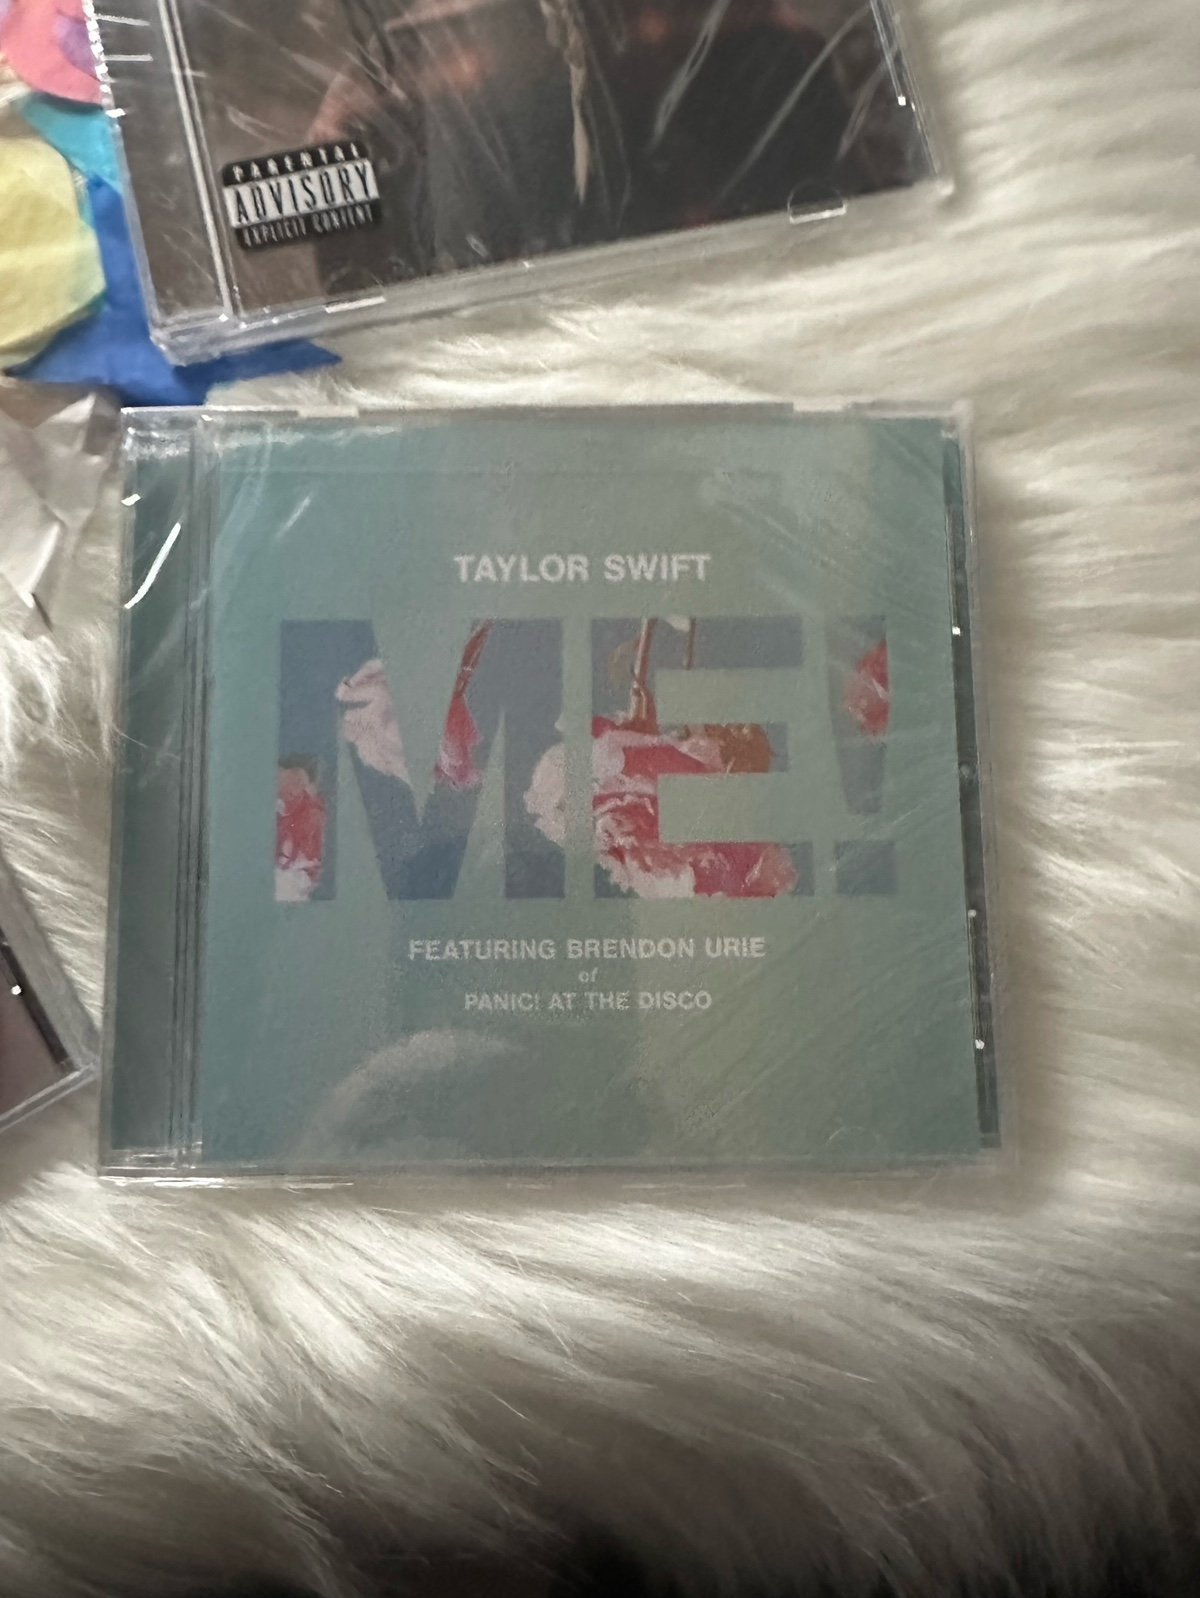 PARENTAL
ADVISORY
EXPLICIT CONTENT
TAYLOR SWIFT
ME!
FEATURING BRENDON URIE
of
PANIC! AT THE DISCO